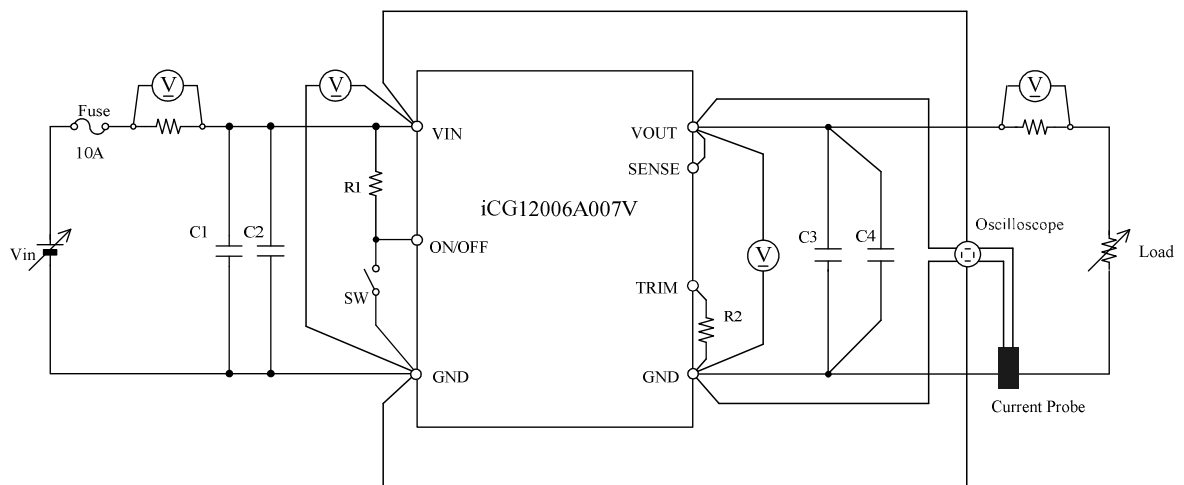 Fuse
10A
V
V
V
VIN
VOUT
SENSE
R1
iCG12006A007V
C1
C2
ON/OFF
C3
C4
Oscilloscope
Vin
V
Load
SW
TRIM
R2
GND
GND
Current Probe